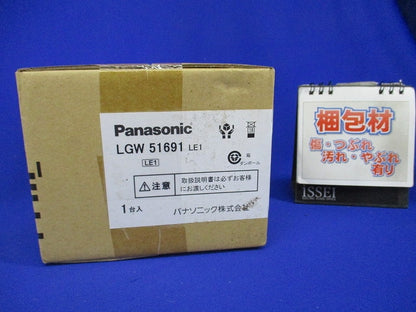 Panasonic
LGW 51691 LE1
LE1
注意
取扱説明書は必ずお客様に
お渡しください
箱
ダンボール
1台入
パナソニック株式会社
梱包材
傷・つぶれ
汚れ・やぶれ
有り
ISSEI